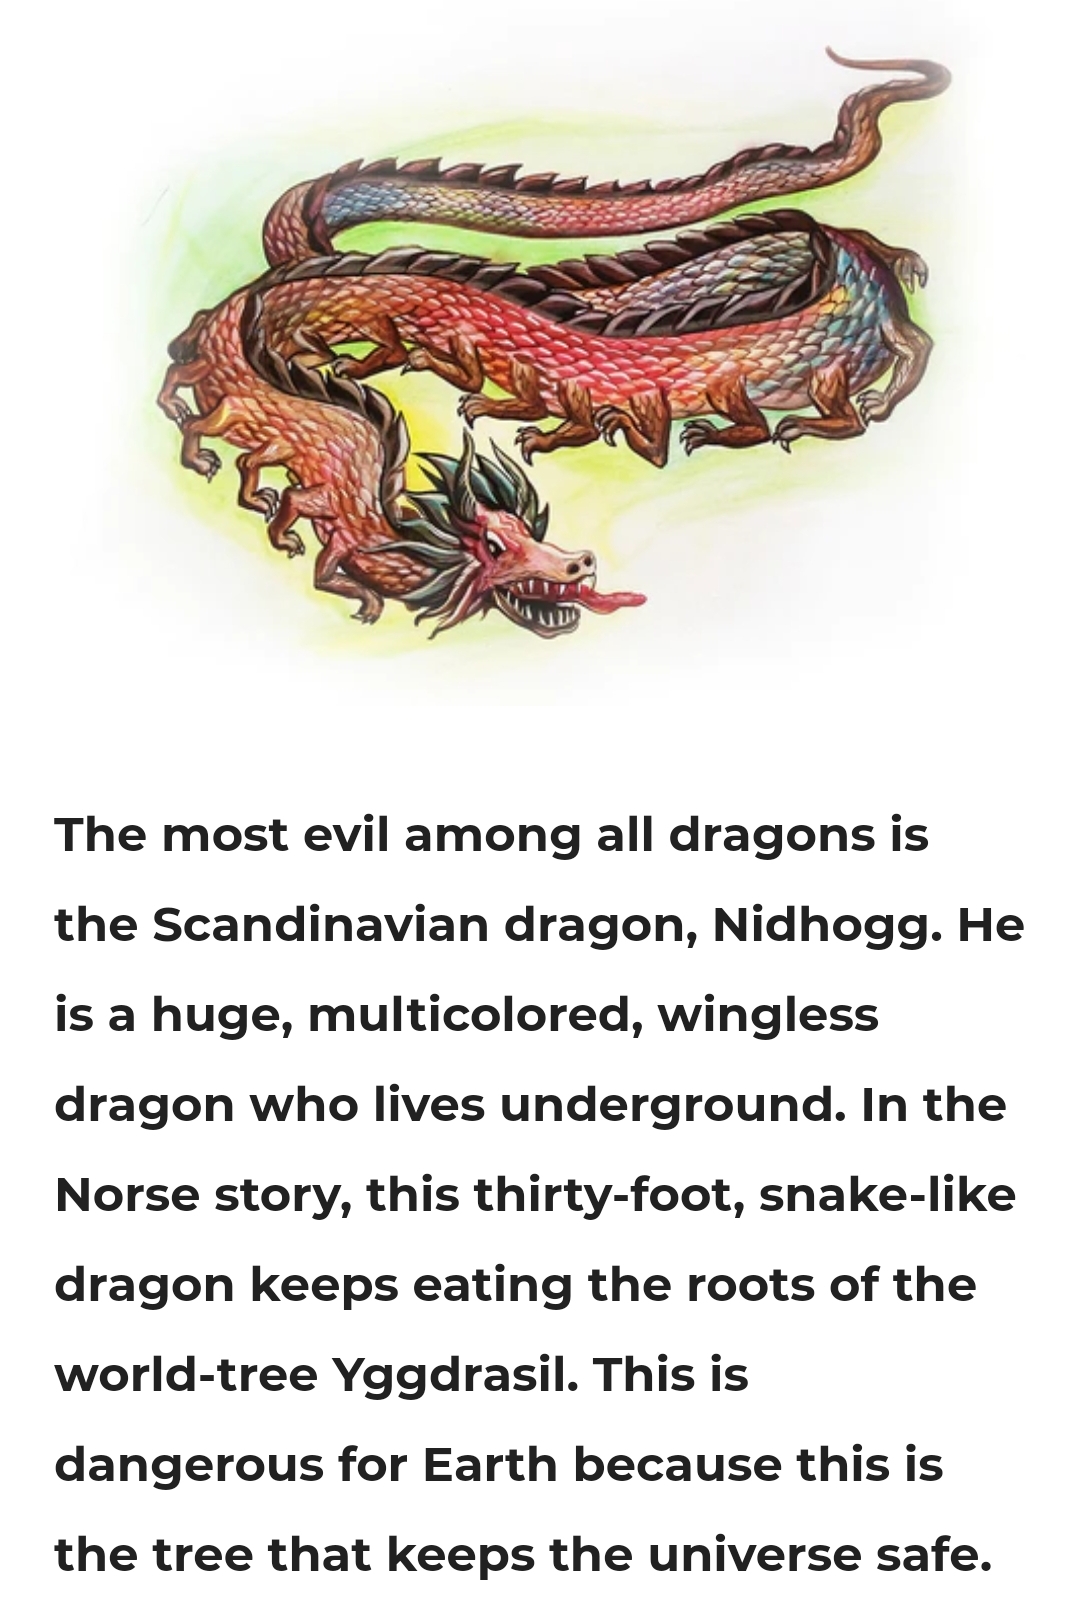 The most evil among all dragons is
the Scandinavian dragon, Nidhogg. He
is a huge, multicolored, wingless
dragon who lives underground. In the
Norse story, this thirty-foot, snake-like
dragon keeps eating the roots of the
world-tree Yggdrasil. This is
dangerous for Earth because this is
the tree that keeps the universe safe.